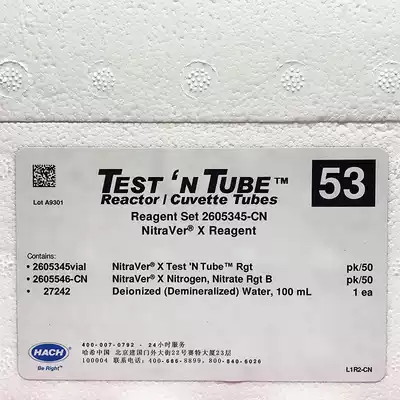 TEST 'N TUBE™
53
Lot A9301
Reactor / Cuvette Tubes
Reagent Set 2605345-CN
NitraVer® X Reagent
Contains:
• 2605345vial NitraVer® X Test 'N Tube™ Rgt pk/50
• 2605546-CN NitraVer® X Nitrogen, Nitrate Rgt B pk/50
• 27242 Deionized (Demineralized) Water, 100 mL 1 ea
HACH
Be Right™
400-007-0792 · 24小时服务
哈希中国 北京建国门外大街22号赛特大厦23层
100004 联系电话: 400-686-8899, 800-840-6026
L1R2-CN